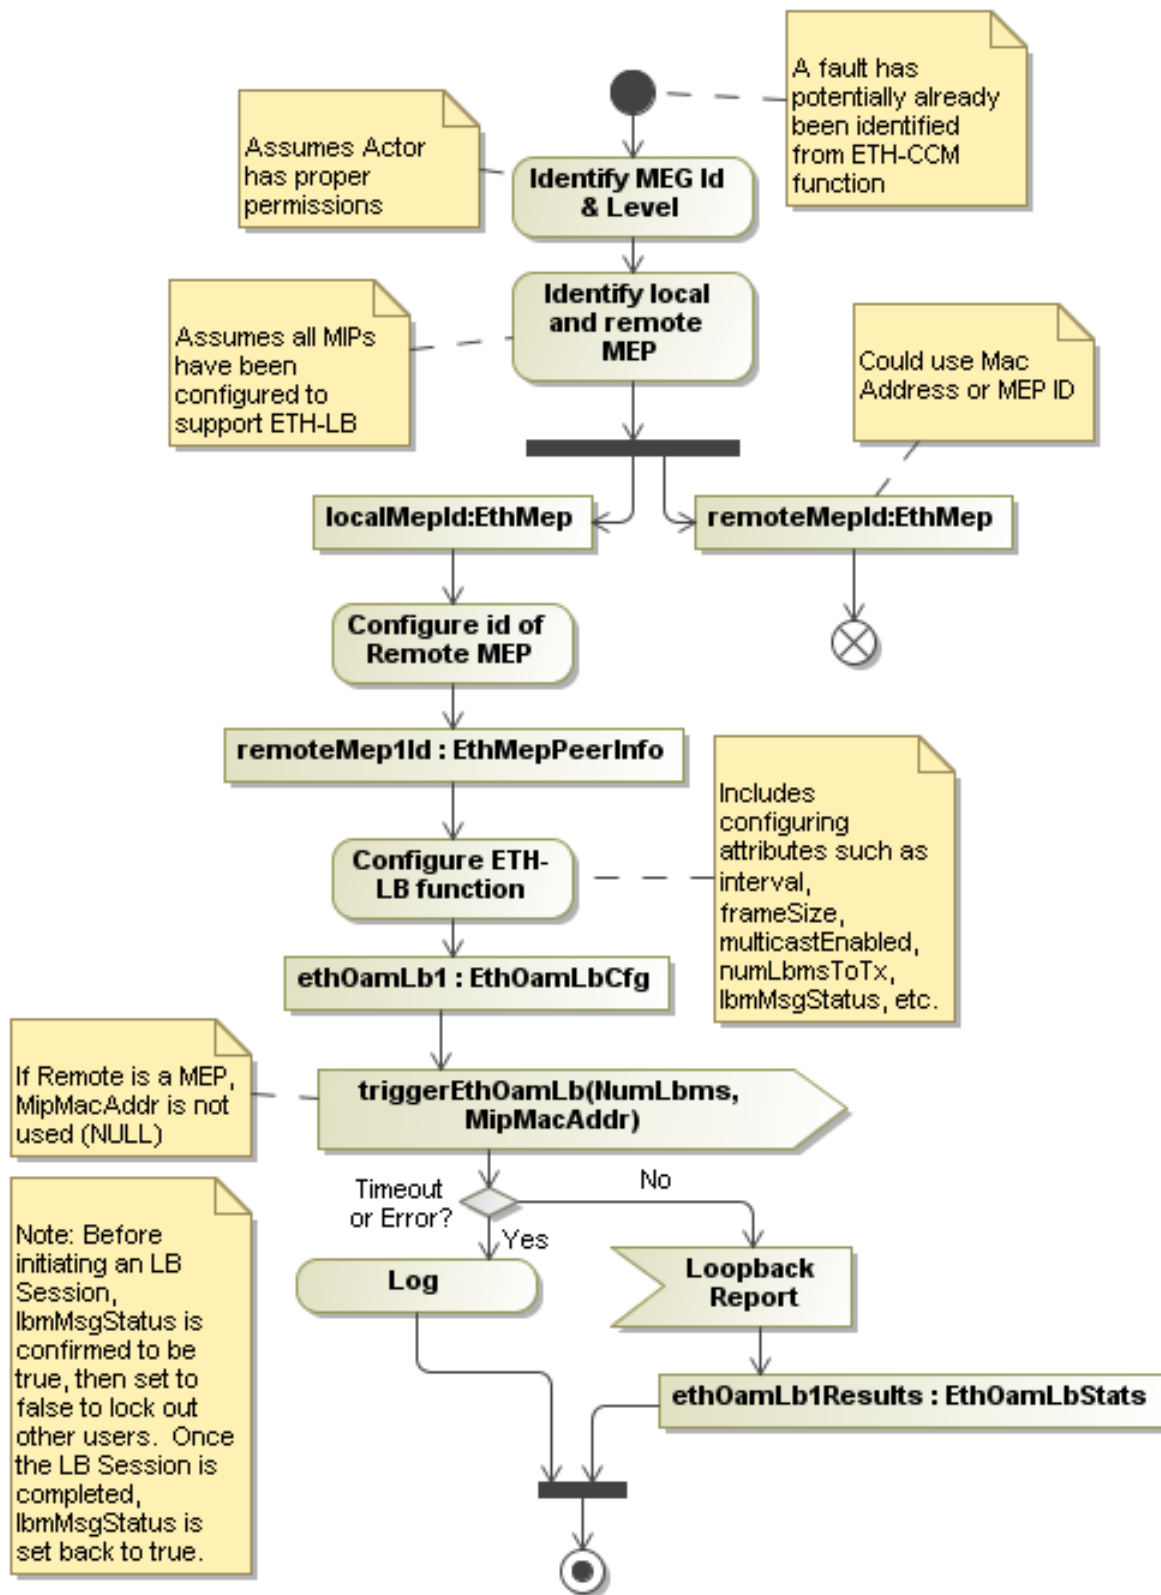 A fault has
potentially already
been identified
from ETH-CCM
function
Assumes Actor
has proper
permissions
Identify MEG Id
& Level
Identify local
and remote
MEP
Assumes all MIPs
have been
configured to
support ETH-LB
Could use Mac
Address or MEP ID
localMepId:EthMep
remoteMepId:EthMep
Configure id of
Remote MEP
remoteMep1Id : EthMepPeerInfo
Includes
configuring
attributes such as
interval,
frameSize,
multicastEnabled,
numLbmsToTx,
lbmMsgStatus, etc.
Configure ETH-
LB function
ethOamLb1 : EthOamLbCfg
If Remote is a MEP,
MipMacAddr is not
used (NULL)
triggerEthOamLb(NumLbms,
MipMacAddr)
Timeout
or Error?
No
Yes
Note: Before
initiating an LB
Session,
lbmMsgStatus is
confirmed to be
true, then set to
false to lock out
other users. Once
the LB Session is
completed,
lbmMsgStatus is
set back to true.
Log
Loopback
Report
ethOamLb1Results : EthOamLbStats